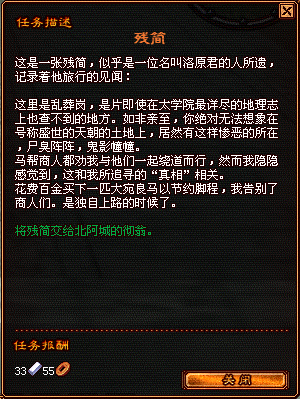 任务描述
残简
这是一张残简，似乎是一位名叫洛原君的人所遗，
记录着他旅行的见闻：
这里是乱葬岗，是片即使在太学院最详尽的地理志
上也查不到的地方。如非亲至，你绝对无法想象在
号称盛世的天朝的土地上，居然有这样惨恶的所在
，尸臭阵阵，鬼影幢幢。
马帮商人都劝我与他们一起绕道而行，然而我隐隐
感觉到，这和我所追寻的“真相”相关。
花费百金买下一匹大宛良马以节约脚程，我告别了
商人们。是独自上路的时候了。
将残简交给北阿城的彻翁。
任务报酬
33 55
关闭